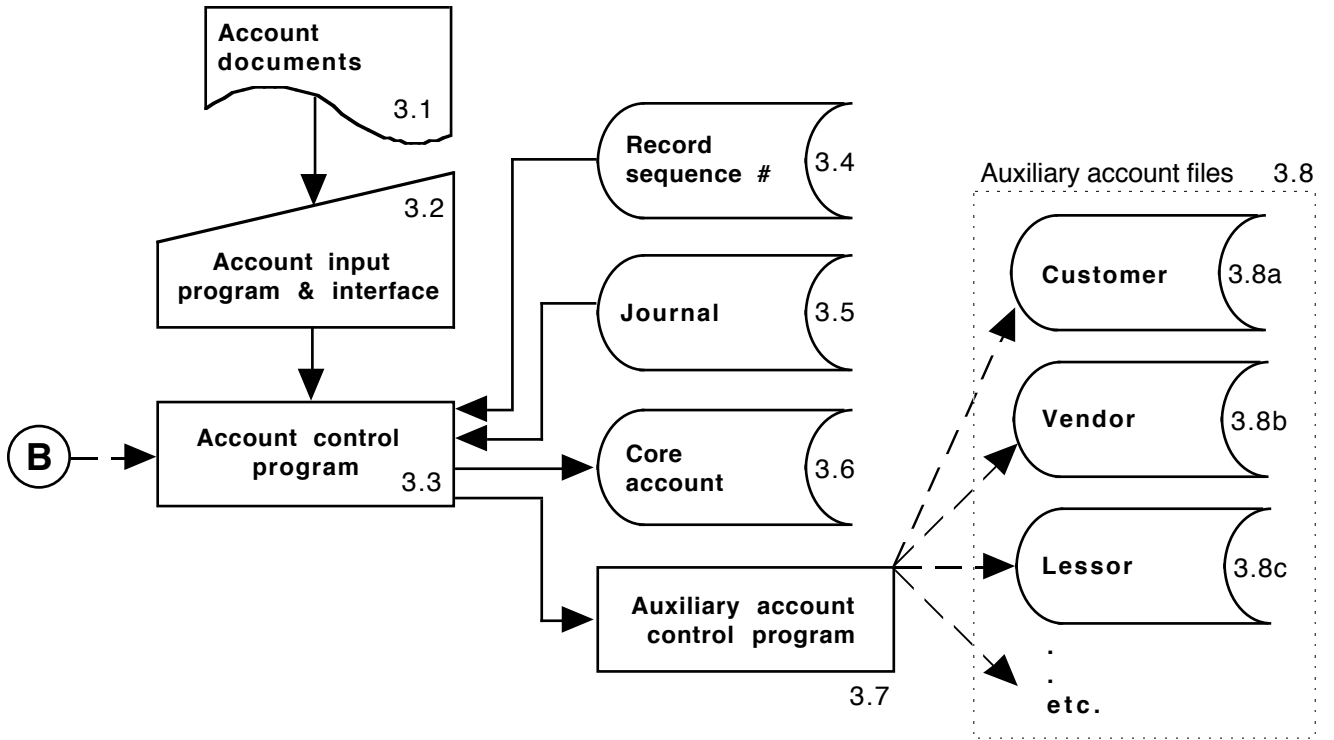 Account
documents
3.1
3.2
Account input
program & interface
B
Account control
program
3.3
Record
sequence #
3.4
Journal
3.5
Core
account
3.6
Auxiliary account
control program
3.7
Auxiliary account files 3.8
Customer
3.8a
Vendor
3.8b
Lessor
3.8c
.
.
etc.